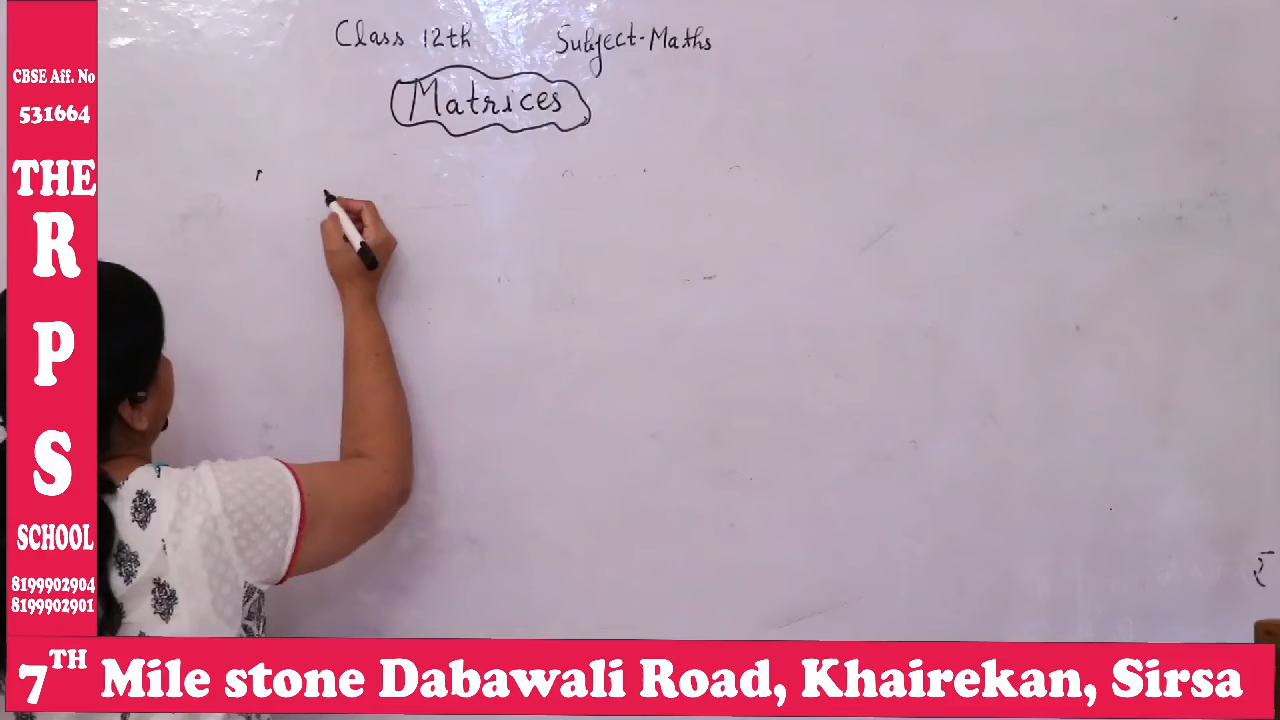 Class 12th Subject-Maths
Matrices
CBSE Aff. No
531664
THE
R
P
S
SCHOOL
8199902904
8199902901
7TH Mile stone Dabawali Road, Khairekan, Sirsa